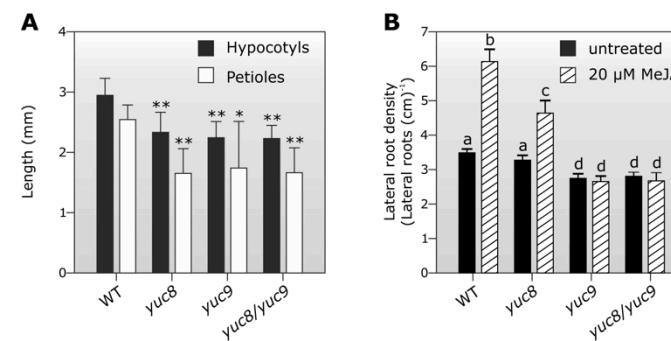 A
4
3
2
1
0
Length (mm)
Hypocotyls
Petioles
** ** ** * ** **
WT yuc8 yuc9 yuc8/yuc9
B
7
6
5
4
3
2
1
0
Lateral root density
(Lateral roots (cm)⁻¹)
untreated
20 µM MeJ
a b a c d d d d
WT yuc8 yuc9 yuc8/yuc9